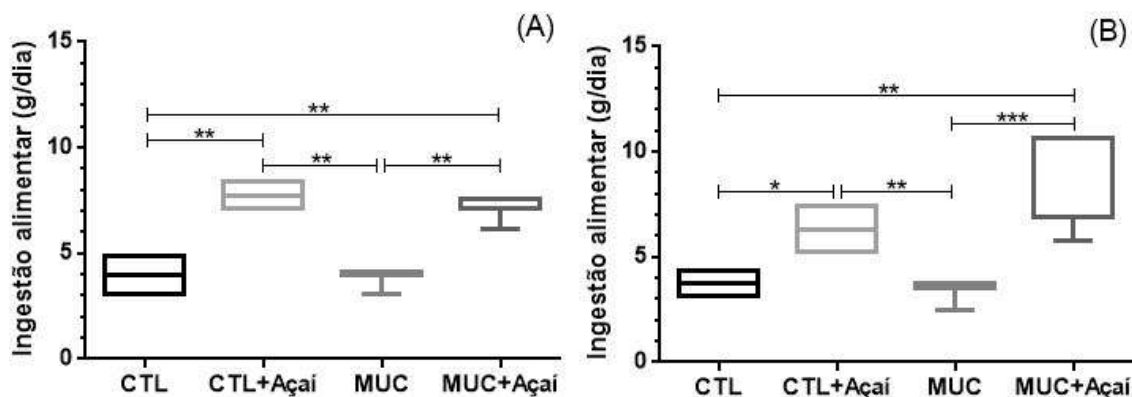 (A)
Ingestão alimentar (g/dia)
15
10
5
0
**
**
**
**
CTL
CTL+Açaí
MUC
MUC+Açaí
(B)
Ingestão alimentar (g/dia)
15
10
5
0
**
***
*
**
CTL
CTL+Açaí
MUC
MUC+Açaí